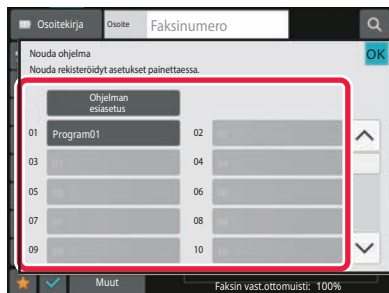 Osoitekirja Osoite Faksinumero
Nouda ohjelma OK
Nouda rekisteröidyt asetukset painettaessa.
Ohjelman
esiasetus
01 Program01 02
03 04
05 06
07 08
09 10
Muut Faksin vast.ottomuisti: 100%